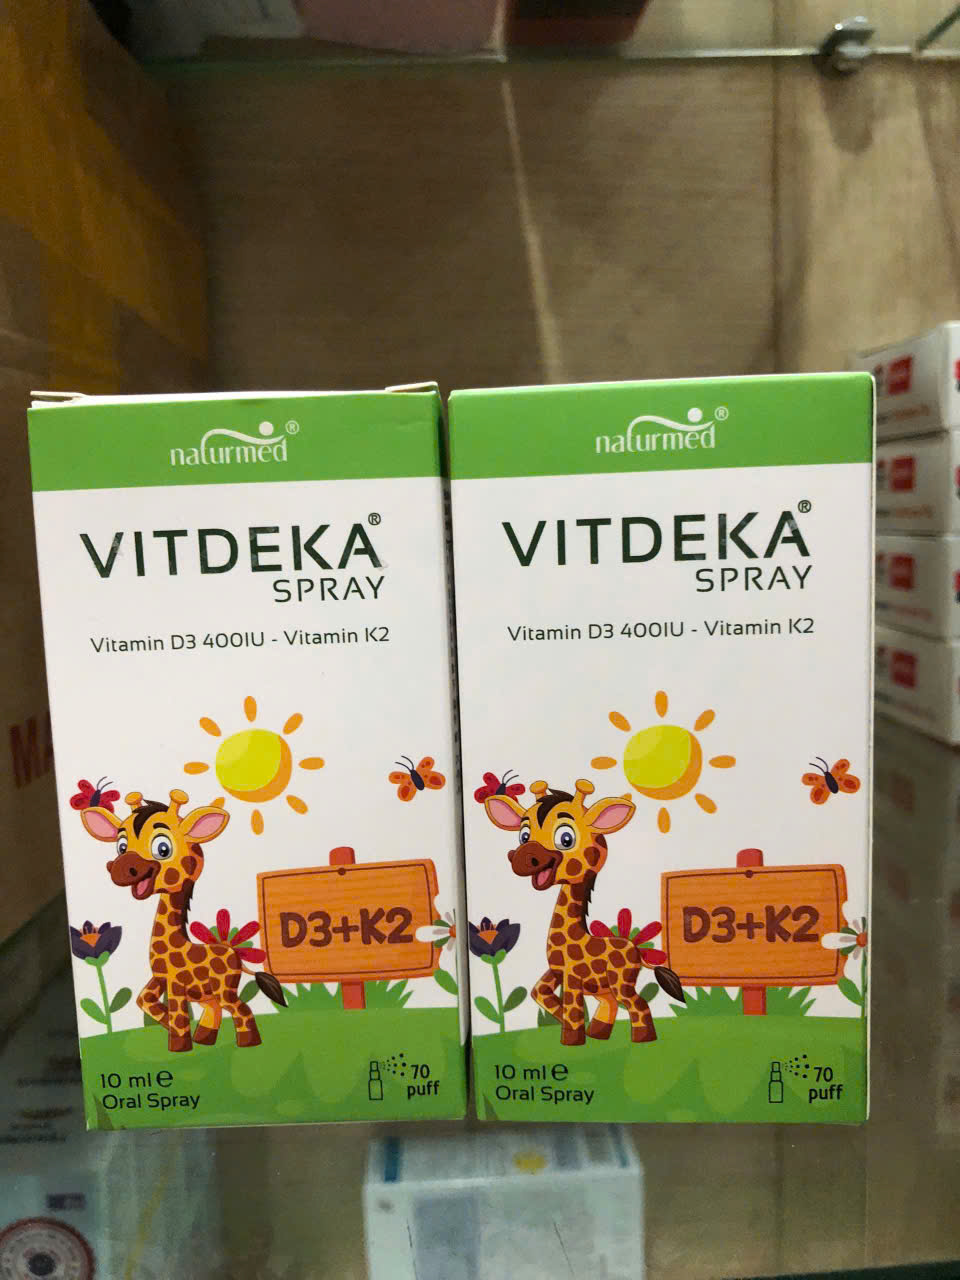 naturmed®
VITDEKA®
SPRAY
Vitamin D3 400IU - Vitamin K2
D3+K2
10 ml e
Oral Spray
70
puff
naturmed®
VITDEKA®
SPRAY
Vitamin D3 400IU - Vitamin K2
D3+K2
10 ml e
Oral Spray
70
puff
MA